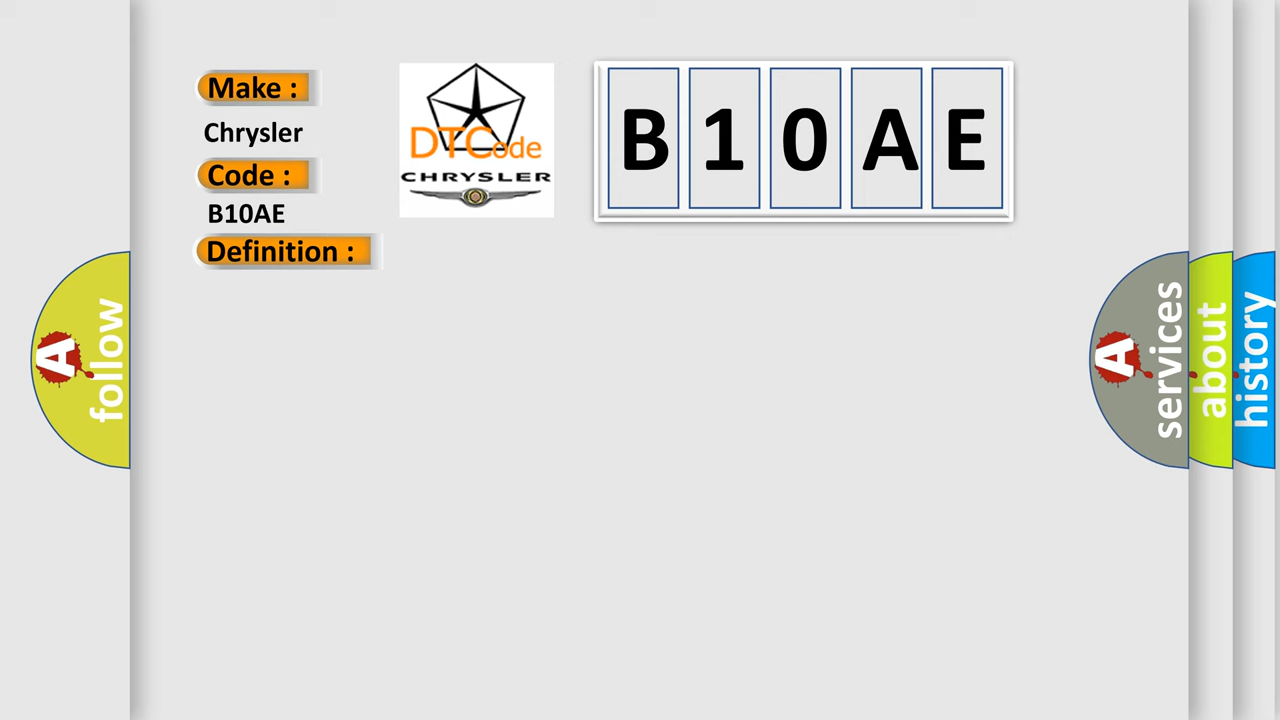 Make :
Chrysler
Code :
B10AE
Definition :
DTCode
CHRYSLER
B 1 0 A E
A follow
A services
about
history